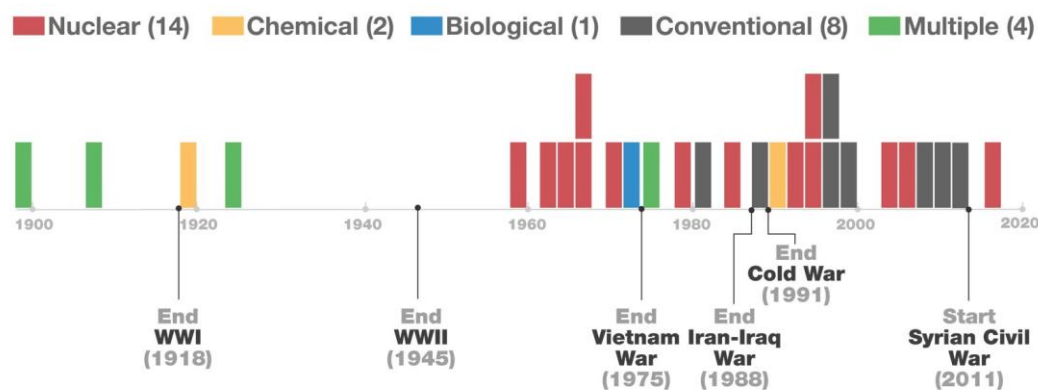 Nuclear (14) Chemical (2) Biological (1) Conventional (8) Multiple (4)
1900 1920 1940 1960 1980 2000 2020
End
WWI
(1918)
End
WWII
(1945)
End
Vietnam
War
(1975)
End
Iran-Iraq
War
(1988)
End
Cold War
(1991)
Start
Syrian Civil
War
(2011)